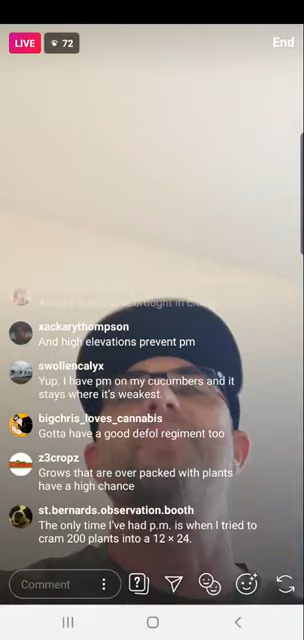 LIVE
72
End
brought in
xackarythompson
And high elevations prevent pm
swollencalyx
Yup. I have pm on my cucumbers and it
stays where it's weakest.
bigchris_loves_cannabis
Gotta have a good defol regiment too
z3cropz
Grows that are over packed with plants
have a high chance
st.bernards.observation.booth
The only time I've had p.m. is when I tried to
cram 200 plants into a 12 × 24.
Comment